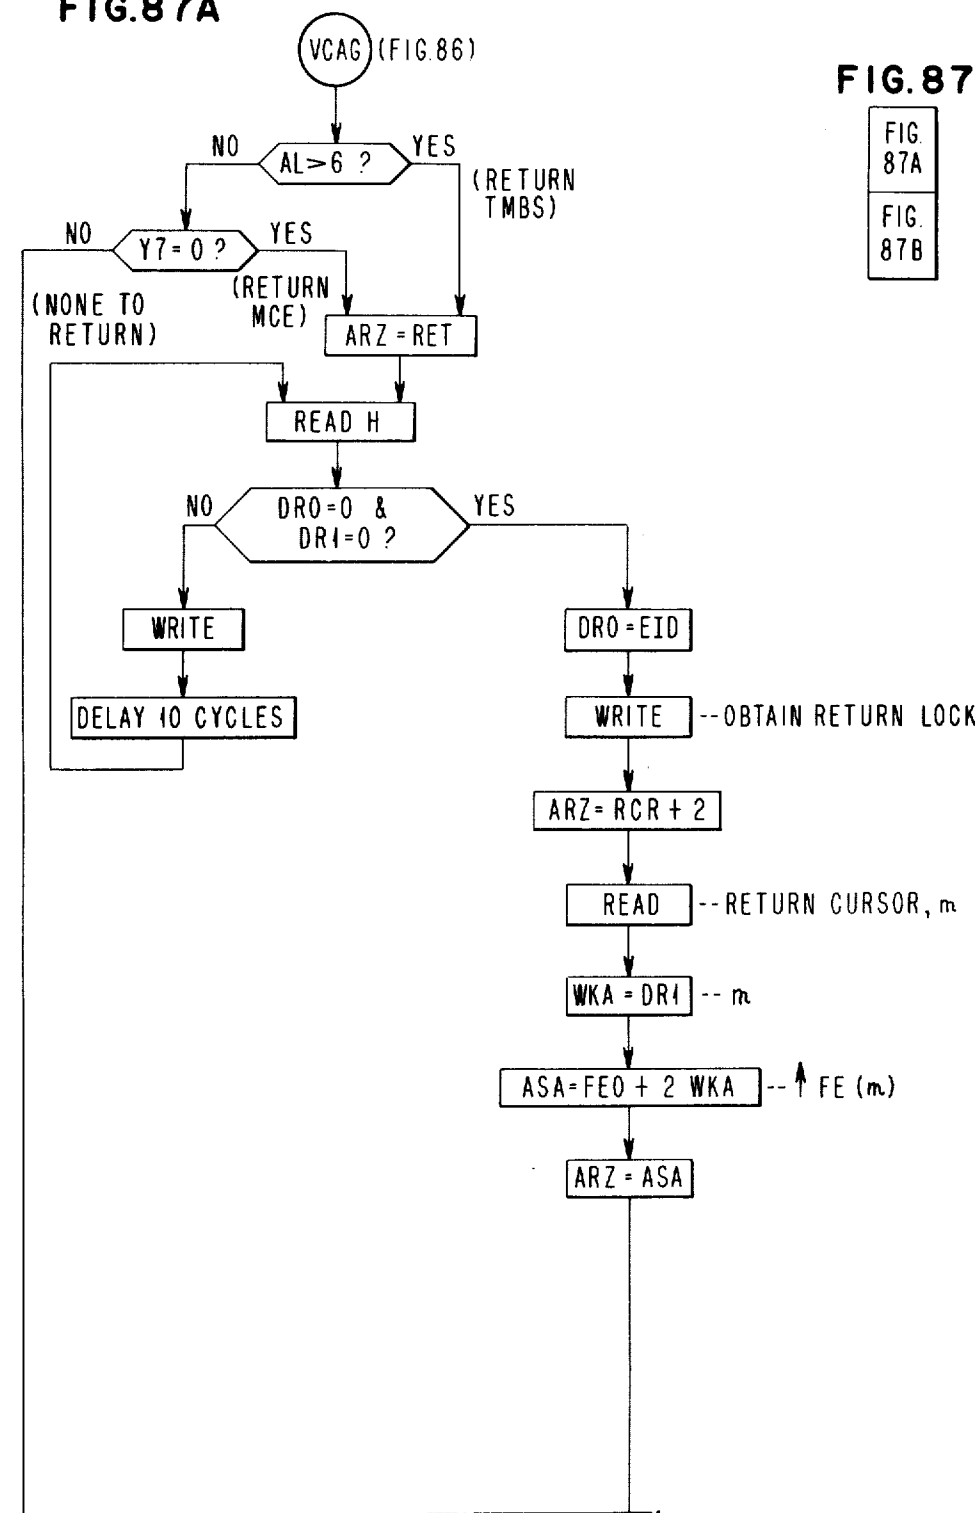 FIG.87A
VCAG (FIG.86)
FIG.87
FIG.
87A
FIG.
87B
NO AL>6 ? YES
(RETURN
TMBS)
NO Y7=0 ? YES
(NONE TO
RETURN)
(RETURN
MCE)
ARZ=RET
READ H
NO DR0=0 &
DR1=0 ? YES
WRITE
DELAY 10 CYCLES
DR0=EID
WRITE --OBTAIN RETURN LOCK
ARZ=RCR+2
READ --RETURN CURSOR, m
WKA=DR1 -- m
ASA=FE0+2 WKA --↑ FE (m)
ARZ=ASA